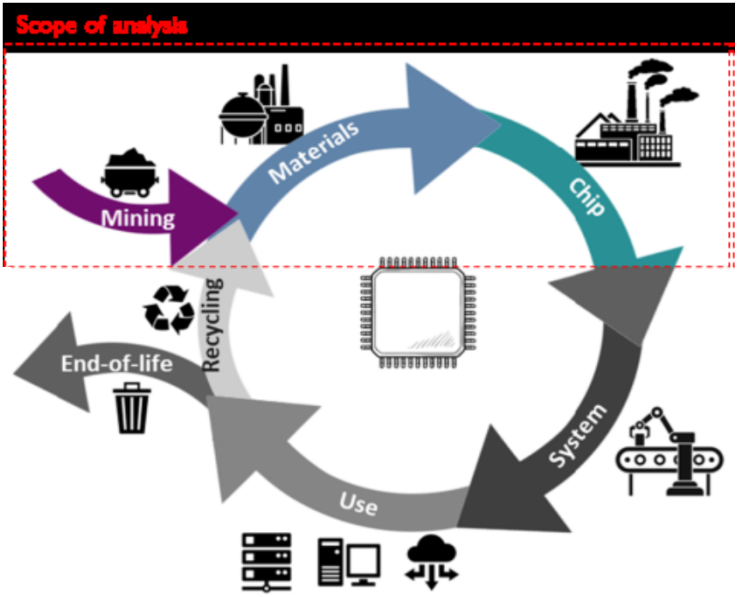 Scope of analysis
Materials
Chip
Mining
Recycling
End-of-life
System
Use